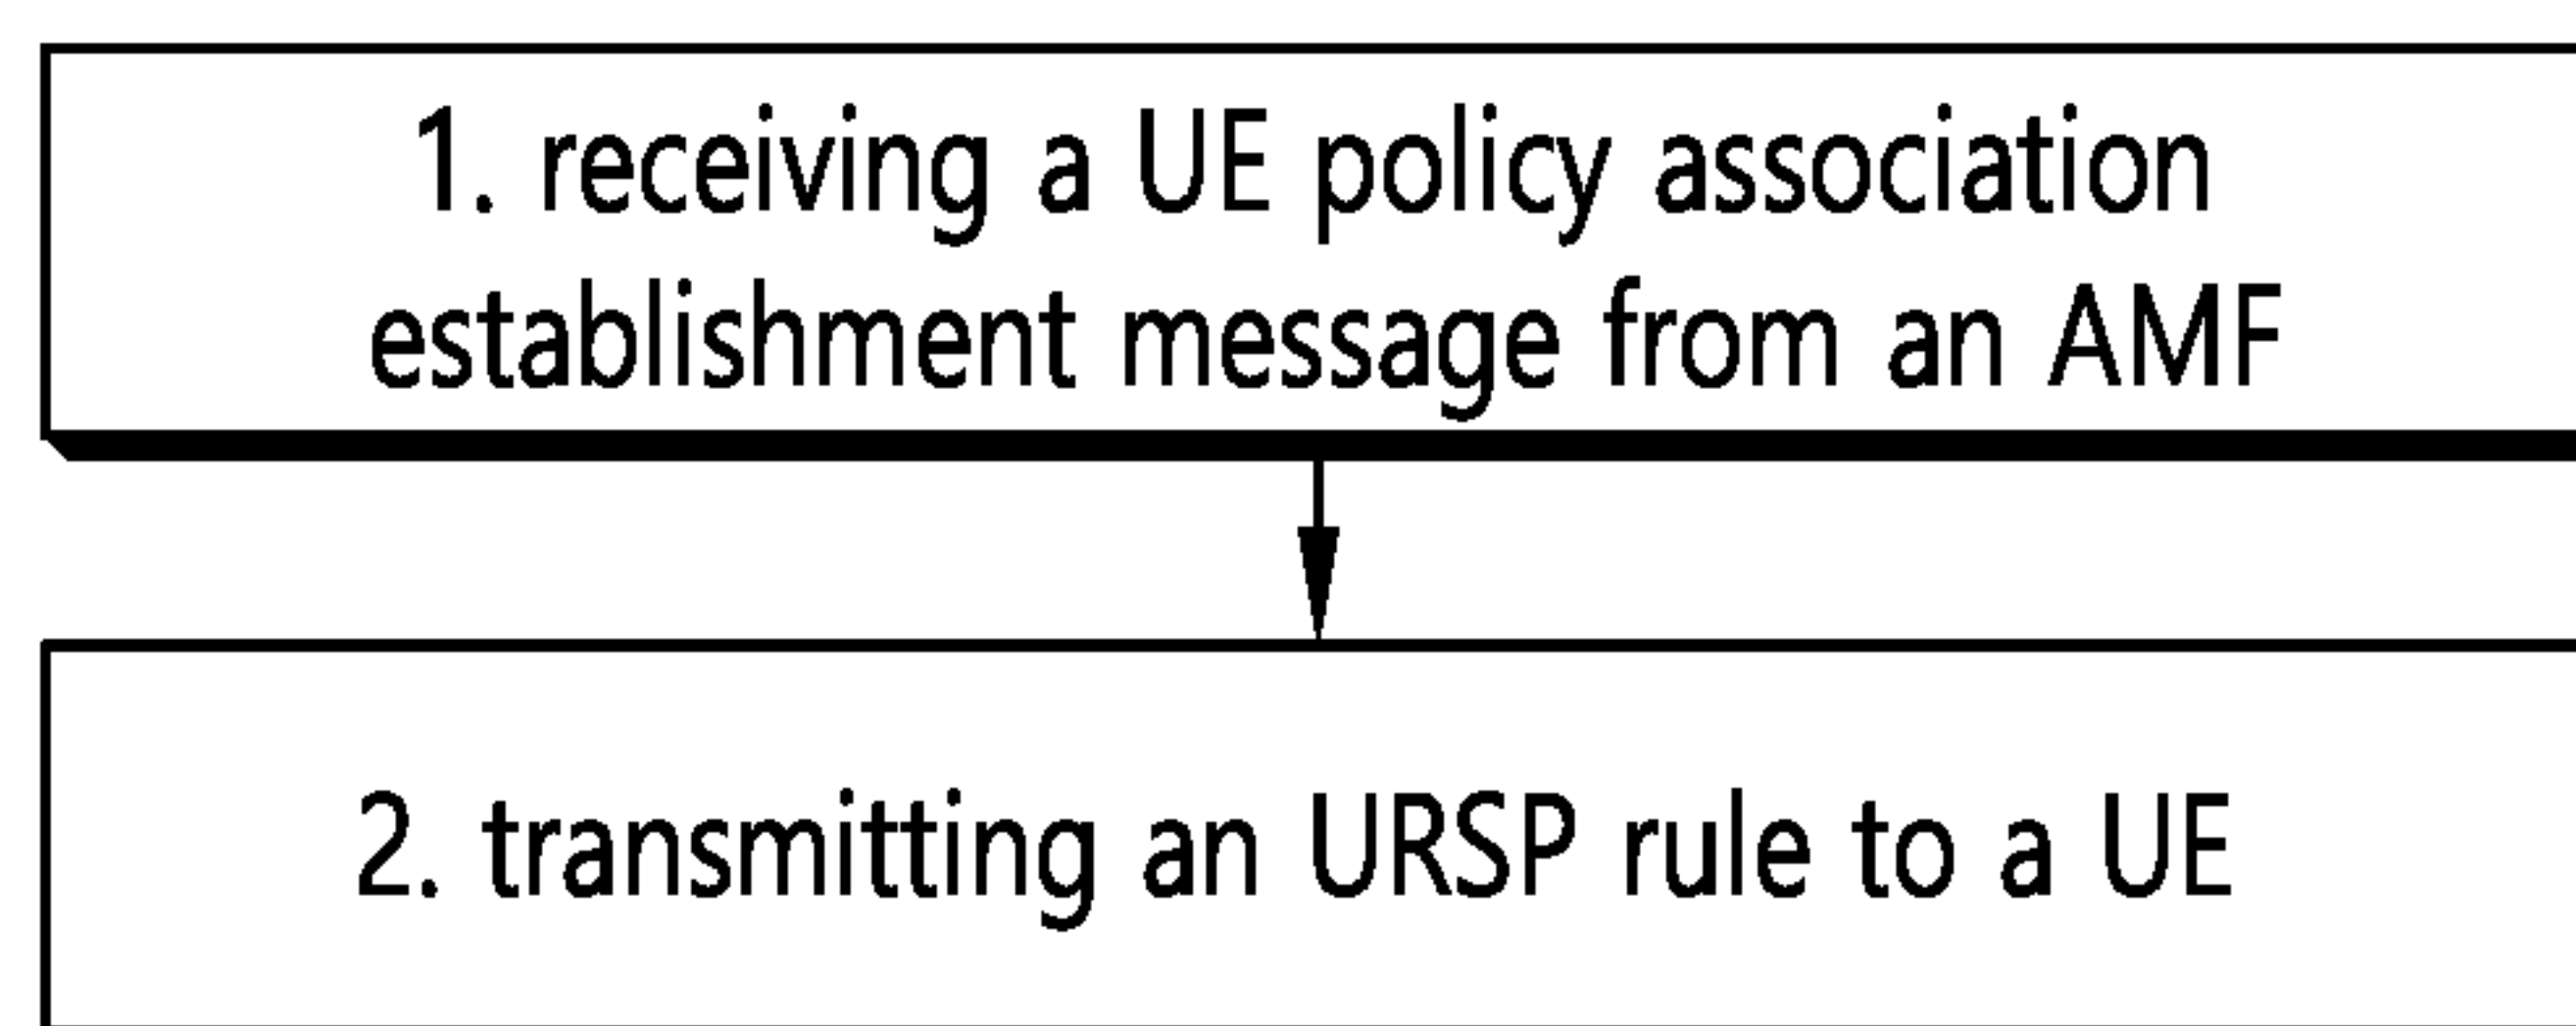 1. receiving a UE policy association
establishment message from an AMF
2. transmitting an URSP rule to a UE